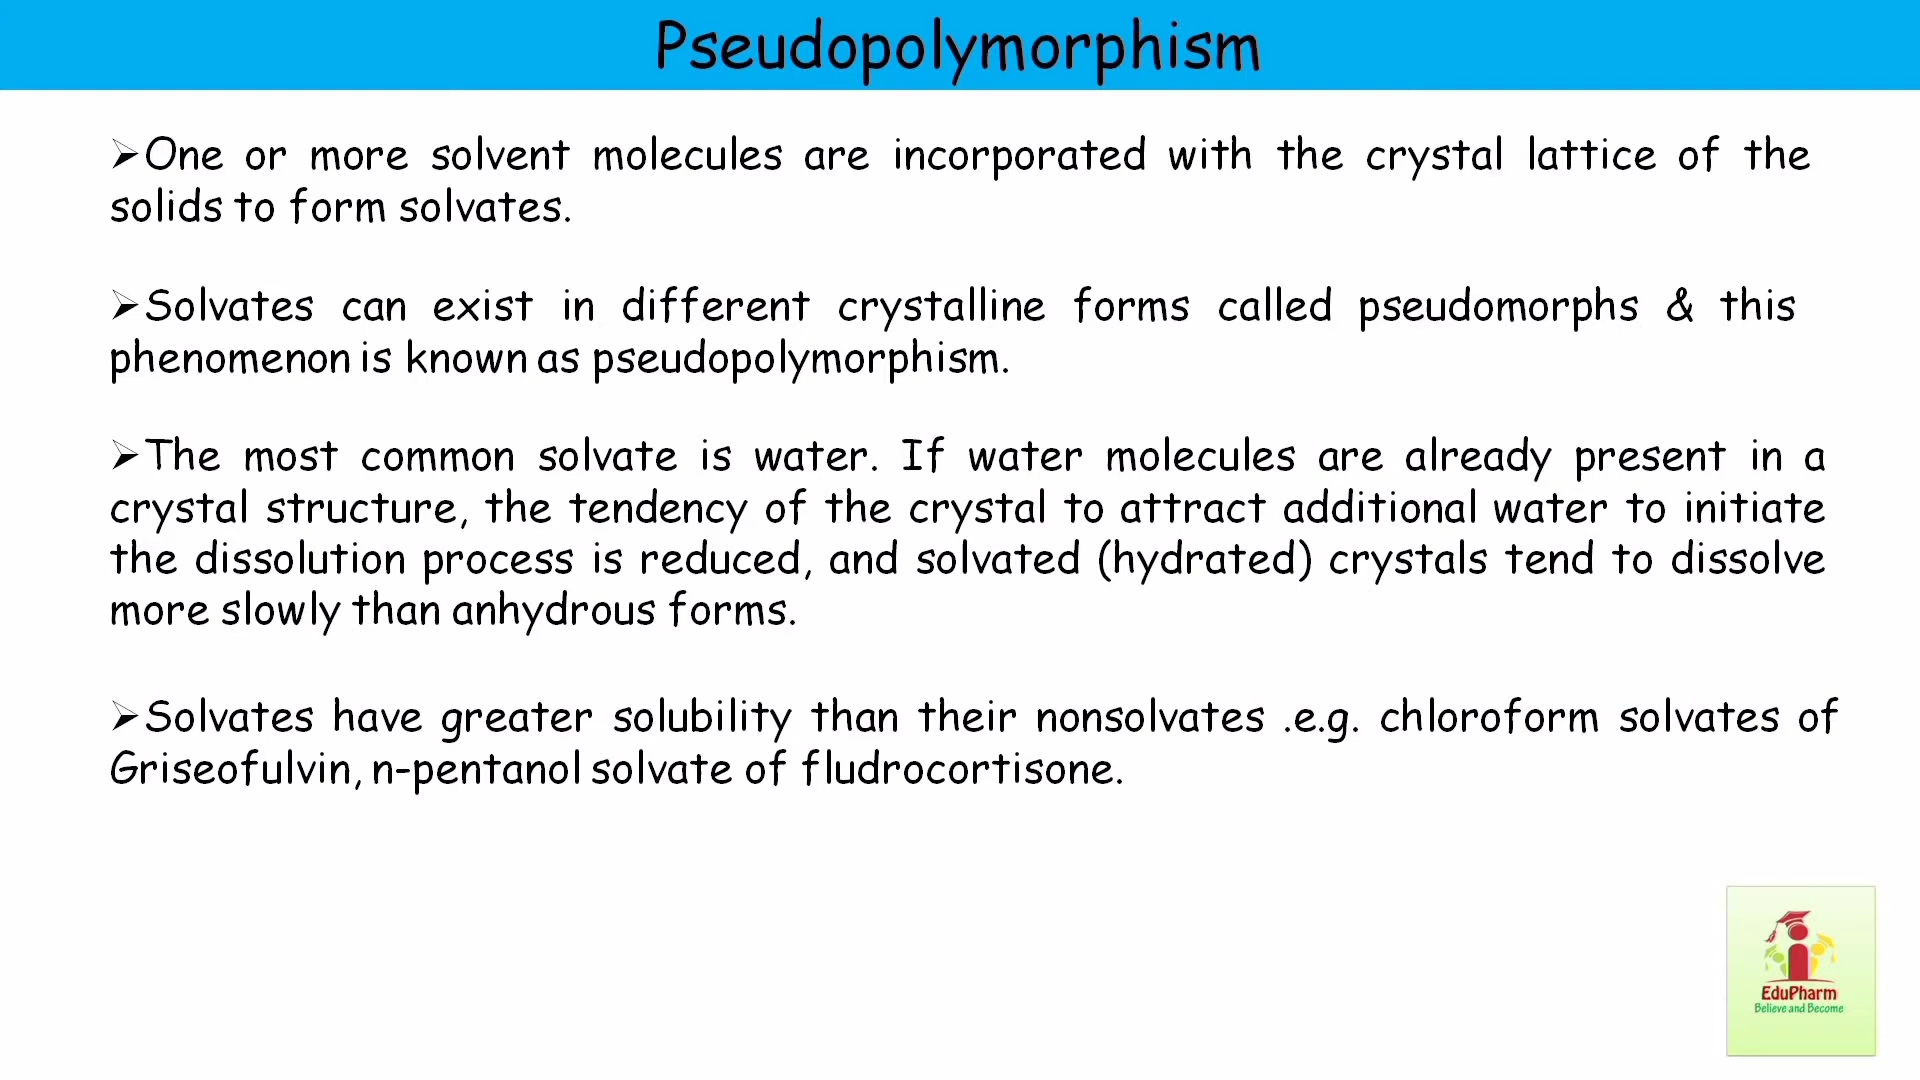 Pseudopolymorphism
➢One or more solvent molecules are incorporated with the crystal lattice of the
solids to form solvates.
➢Solvates can exist in different crystalline forms called pseudomorphs & this
phenomenon is known as pseudopolymorphism.
➢The most common solvate is water. If water molecules are already present in a
crystal structure, the tendency of the crystal to attract additional water to initiate
the dissolution process is reduced, and solvated (hydrated) crystals tend to dissolve
more slowly than anhydrous forms.
➢Solvates have greater solubility than their nonsolvates .e.g. chloroform solvates of
Griseofulvin, n-pentanol solvate of fludrocortisone.
EduPharm
Believe and Become